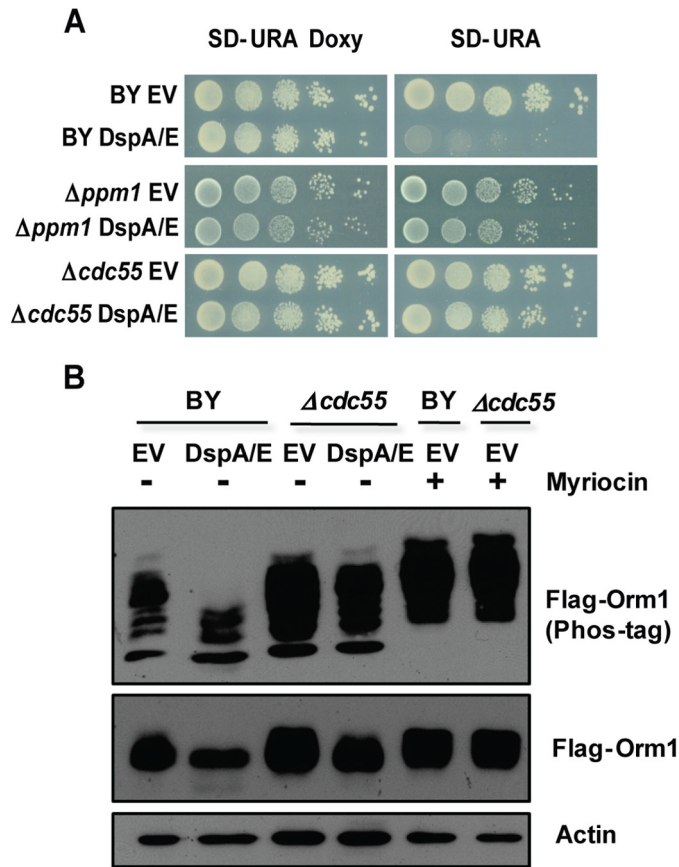 A
SD-URA Doxy SD-URA
BY EV
BY DspA/E
Δppm1 EV
Δppm1 DspA/E
Δcdc55 EV
Δcdc55 DspA/E
B
BY Δcdc55 BY Δcdc55
EV DspA/E EV DspA/E EV EV
- - - - + + Myriocin
Flag-Orm1
(Phos-tag)
Flag-Orm1
Actin